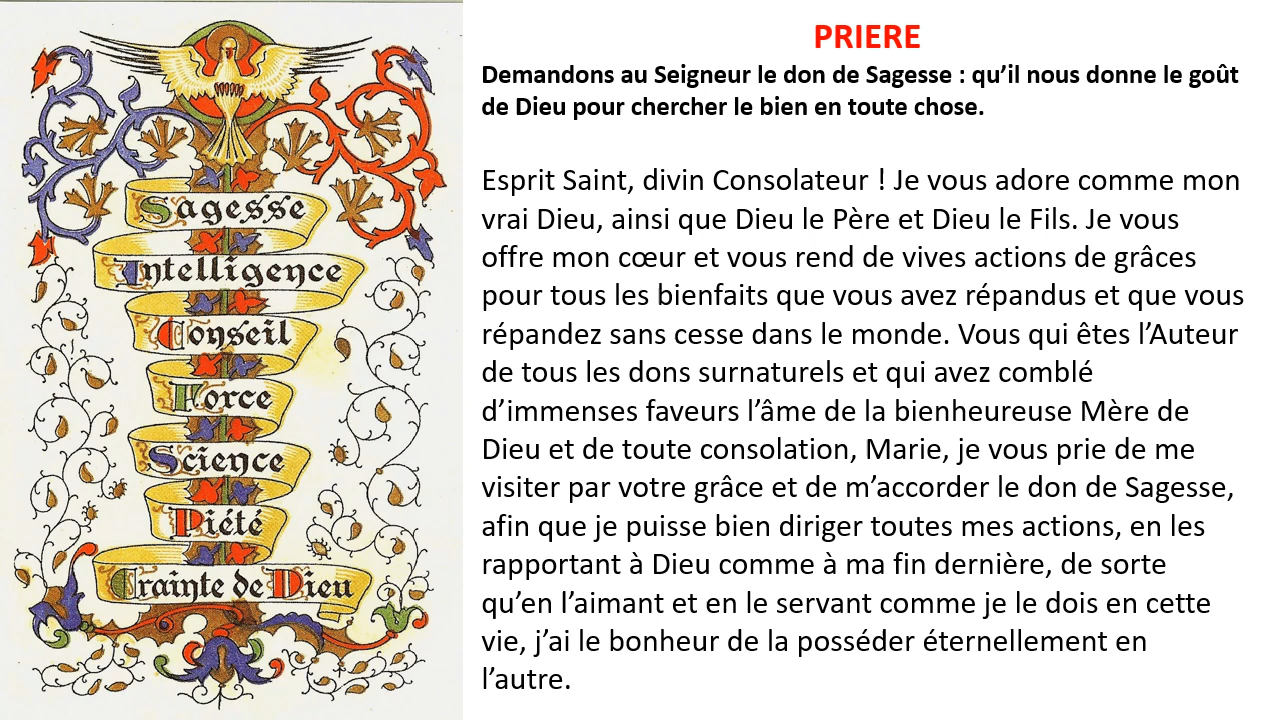 Sagesse
Intelligence
Conseil
Force
Science
Piété
Crainte de Dieu
PRIERE
Demandons au Seigneur le don de Sagesse : qu’il nous donne le goût
de Dieu pour chercher le bien en toute chose.
Esprit Saint, divin Consolateur ! Je vous adore comme mon
vrai Dieu, ainsi que Dieu le Père et Dieu le Fils. Je vous
offre mon cœur et vous rend de vives actions de grâces
pour tous les bienfaits que vous avez répandus et que vous
répandez sans cesse dans le monde. Vous qui êtes l’Auteur
de tous les dons surnaturels et qui avez comblé
d’immenses faveurs l’âme de la bienheureuse Mère de
Dieu et de toute consolation, Marie, je vous prie de me
visiter par votre grâce et de m’accorder le don de Sagesse,
afin que je puisse bien diriger toutes mes actions, en les
rapportant à Dieu comme à ma fin dernière, de sorte
qu’en l’aimant et en le servant comme je le dois en cette
vie, j’ai le bonheur de la posséder éternellement en
l’autre.